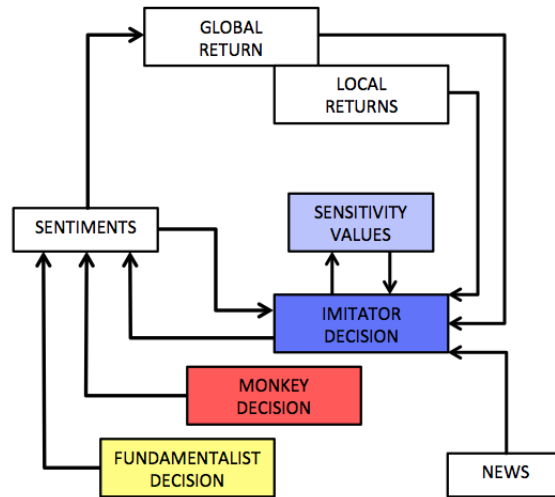 GLOBAL
RETURN
LOCAL
RETURNS
SENTIMENTS
SENSITIVITY
VALUES
IMITATOR
DECISION
MONKEY
DECISION
FUNDAMENTALIST
DECISION
NEWS